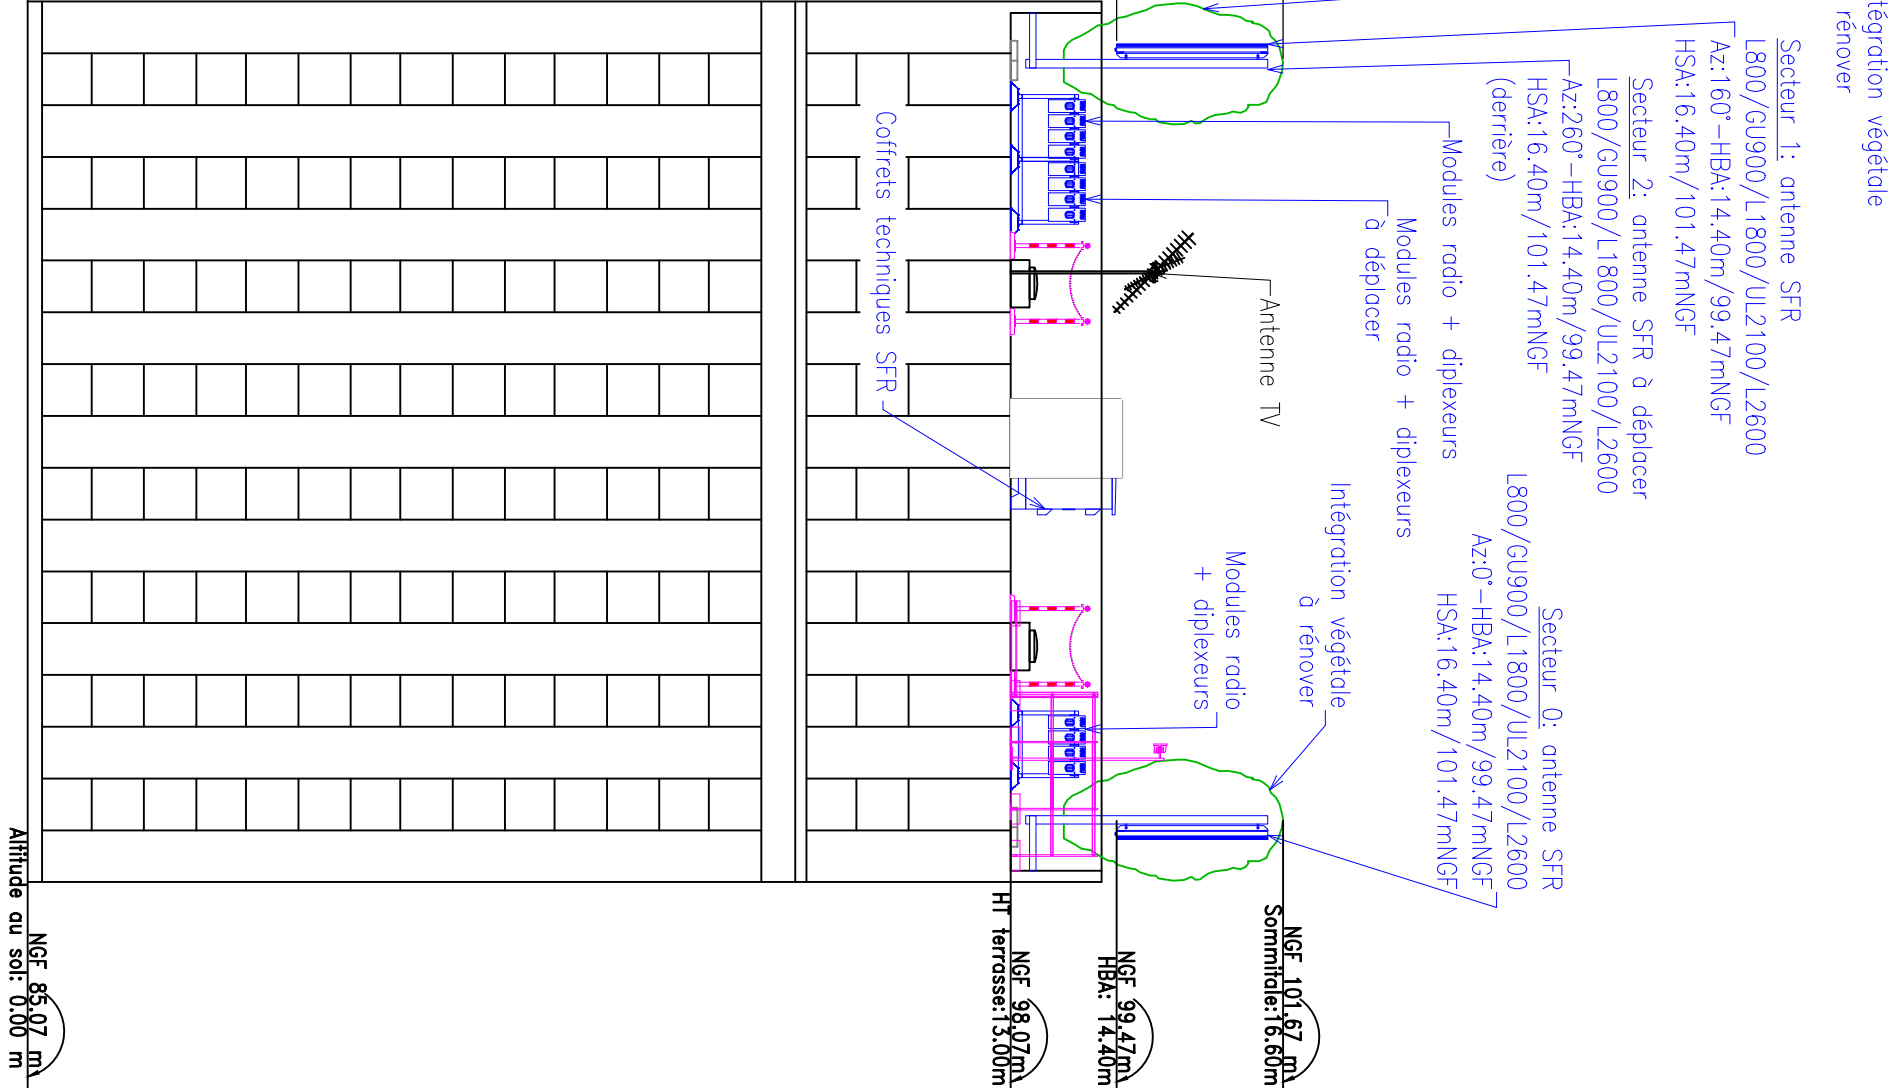 tégration végétale
rénover
Secteur 1: antenne SFR
L800/GU900/L1800/UL2100/L2600
Az:160°-HBA:14.40m/99.47mNGF
HSA:16.40m/101.47mNGF
Secteur 2: antenne SFR à déplacer
L800/GU900/L1800/UL2100/L2600
Az:260°-HBA:14.40m/99.47mNGF
HSA:16.40m/101.47mNGF
(derrière)
Modules radio + diplexeurs
Modules radio + diplexeurs
à déplacer
Antenne TV
Coffrets techniques SFR
Secteur 0: antenne SFR
L800/GU900/L1800/UL2100/L2600
Az:0°-HBA:14.40m/99.47mNGF
HSA:16.40m/101.47mNGF
Intégration végétale
à rénover
Modules radio
+ diplexeurs
NGF 101.67 m
Sommitale:16.60m
NGF 99.47m
HBA: 14.40m
NGF 98.07m
HT terrasse:13.00m
NGF 85.07 m
Altitude au sol: 0.00 m